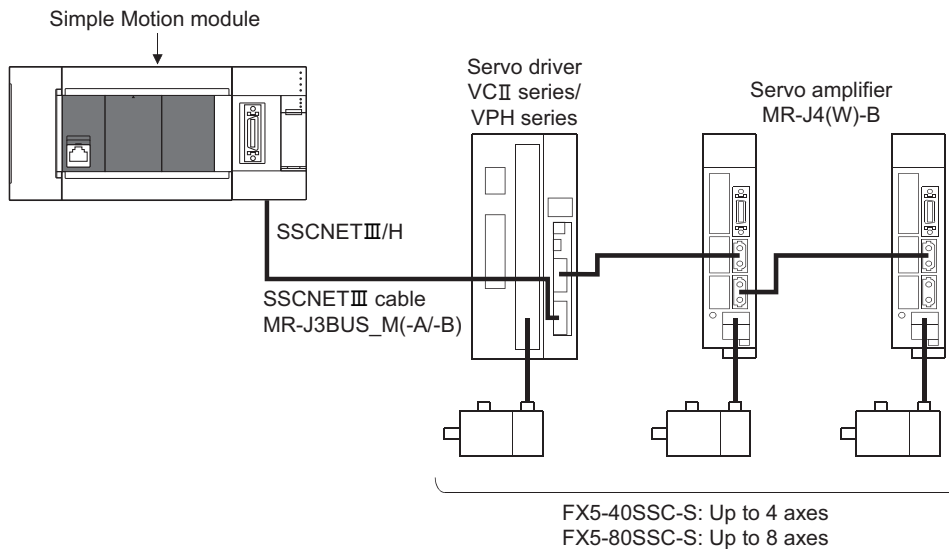 Simple Motion module
Servo driver
VCⅡ series/
VPH series
Servo amplifier
MR-J4(W)-B
SSCNETⅢ/H
SSCNETⅢ cable
MR-J3BUS_M(-A/-B)
FX5-40SSC-S: Up to 4 axes
FX5-80SSC-S: Up to 8 axes